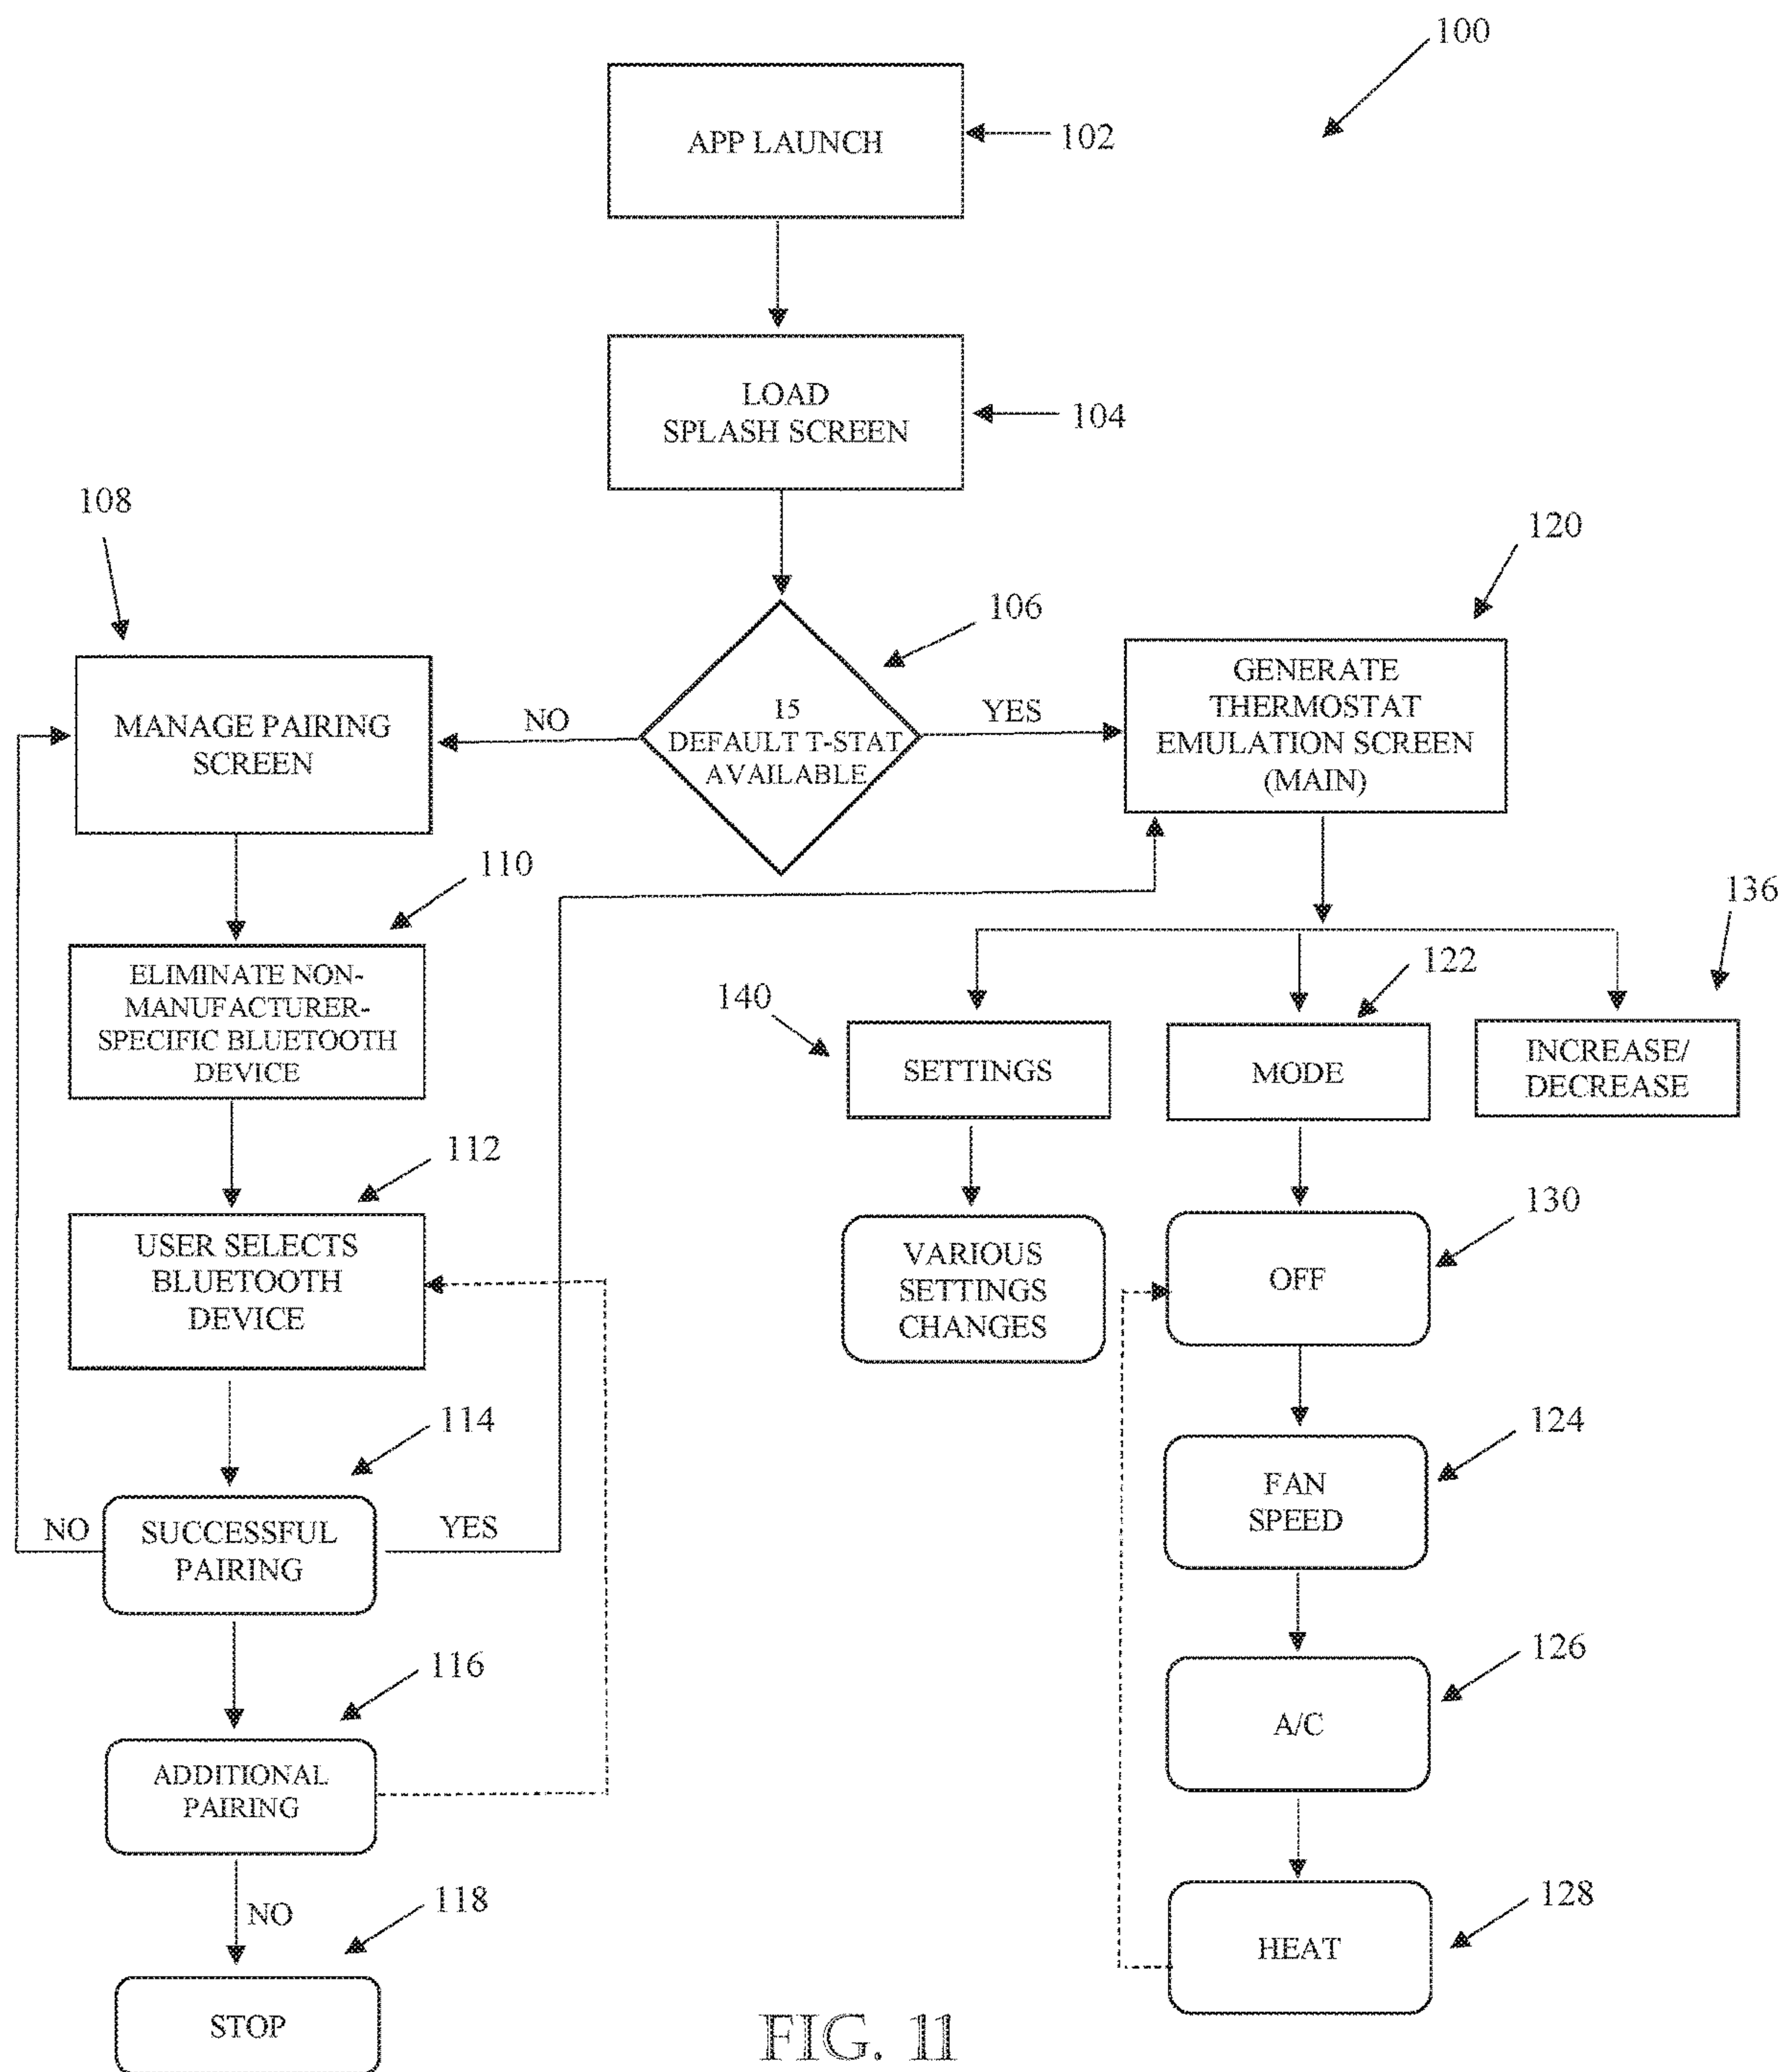 100
APP LAUNCH
102
LOAD
SPLASH SCREEN
104
108
120
106
MANAGE PAIRING
SCREEN
NO
15
DEFAULT T-STAT
AVAILABLE
YES
GENERATE
THERMOSTAT
EMULATION SCREEN
(MAIN)
110
136
ELIMINATE NON-
MANUFACTURER-
SPECIFIC BLUETOOTH
DEVICE
140
122
SETTINGS
MODE
INCREASE/
DECREASE
112
USER SELECTS
BLUETOOTH
DEVICE
130
VARIOUS
SETTINGS
CHANGES
OFF
114
NO
SUCCESSFUL
PAIRING
YES
124
FAN
SPEED
116
126
ADDITIONAL
PAIRING
A/C
NO
118
128
HEAT
STOP
FIG. 11